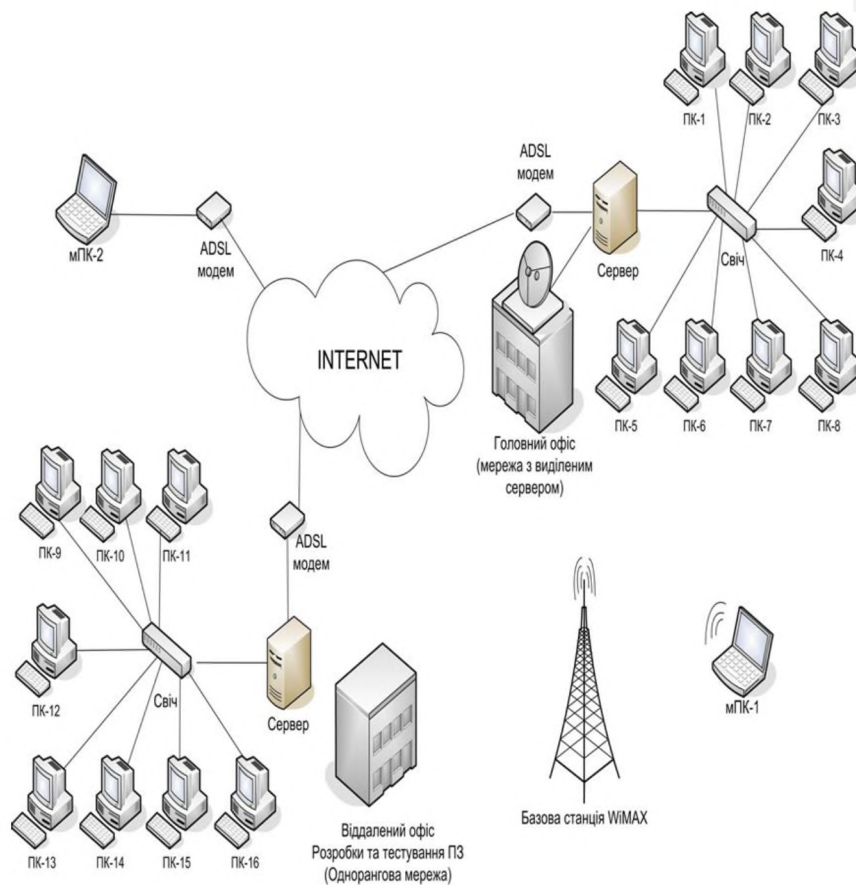 ПК-1
ПК-2
ПК-3
ADSL
модем
ПК-4
мПК-2
ADSL
модем
Сервер
Свіч
INTERNET
ПК-5
ПК-6
ПК-7
ПК-8
Головний офіс
(мережа з виділеним
сервером)
ПК-9
ПК-10
ПК-11
ADSL
модем
ПК-12
Свіч
Сервер
мПК-1
ПК-13
ПК-14
ПК-15
ПК-16
Віддалений офіс
Розробки та тестування ПЗ
(Однорангова мережа)
Базова станція WiMAX